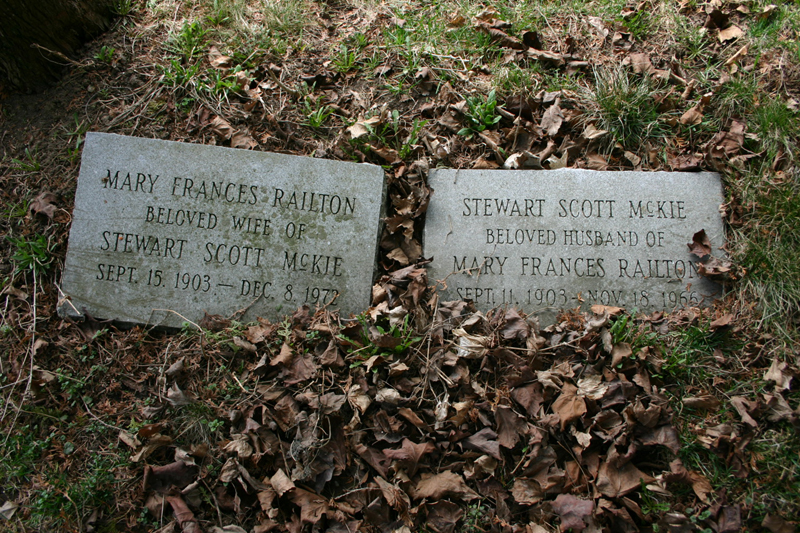 MARY FRANCES RAILTON
BELOVED WIFE OF
STEWART SCOTT McKIE
SEPT. 15. 1903 — DEC. 8. 1972
STEWART SCOTT McKIE
BELOVED HUSBAND OF
MARY FRANCES RAILTON
SEPT. 11. 1903 - NOV. 18. 1966